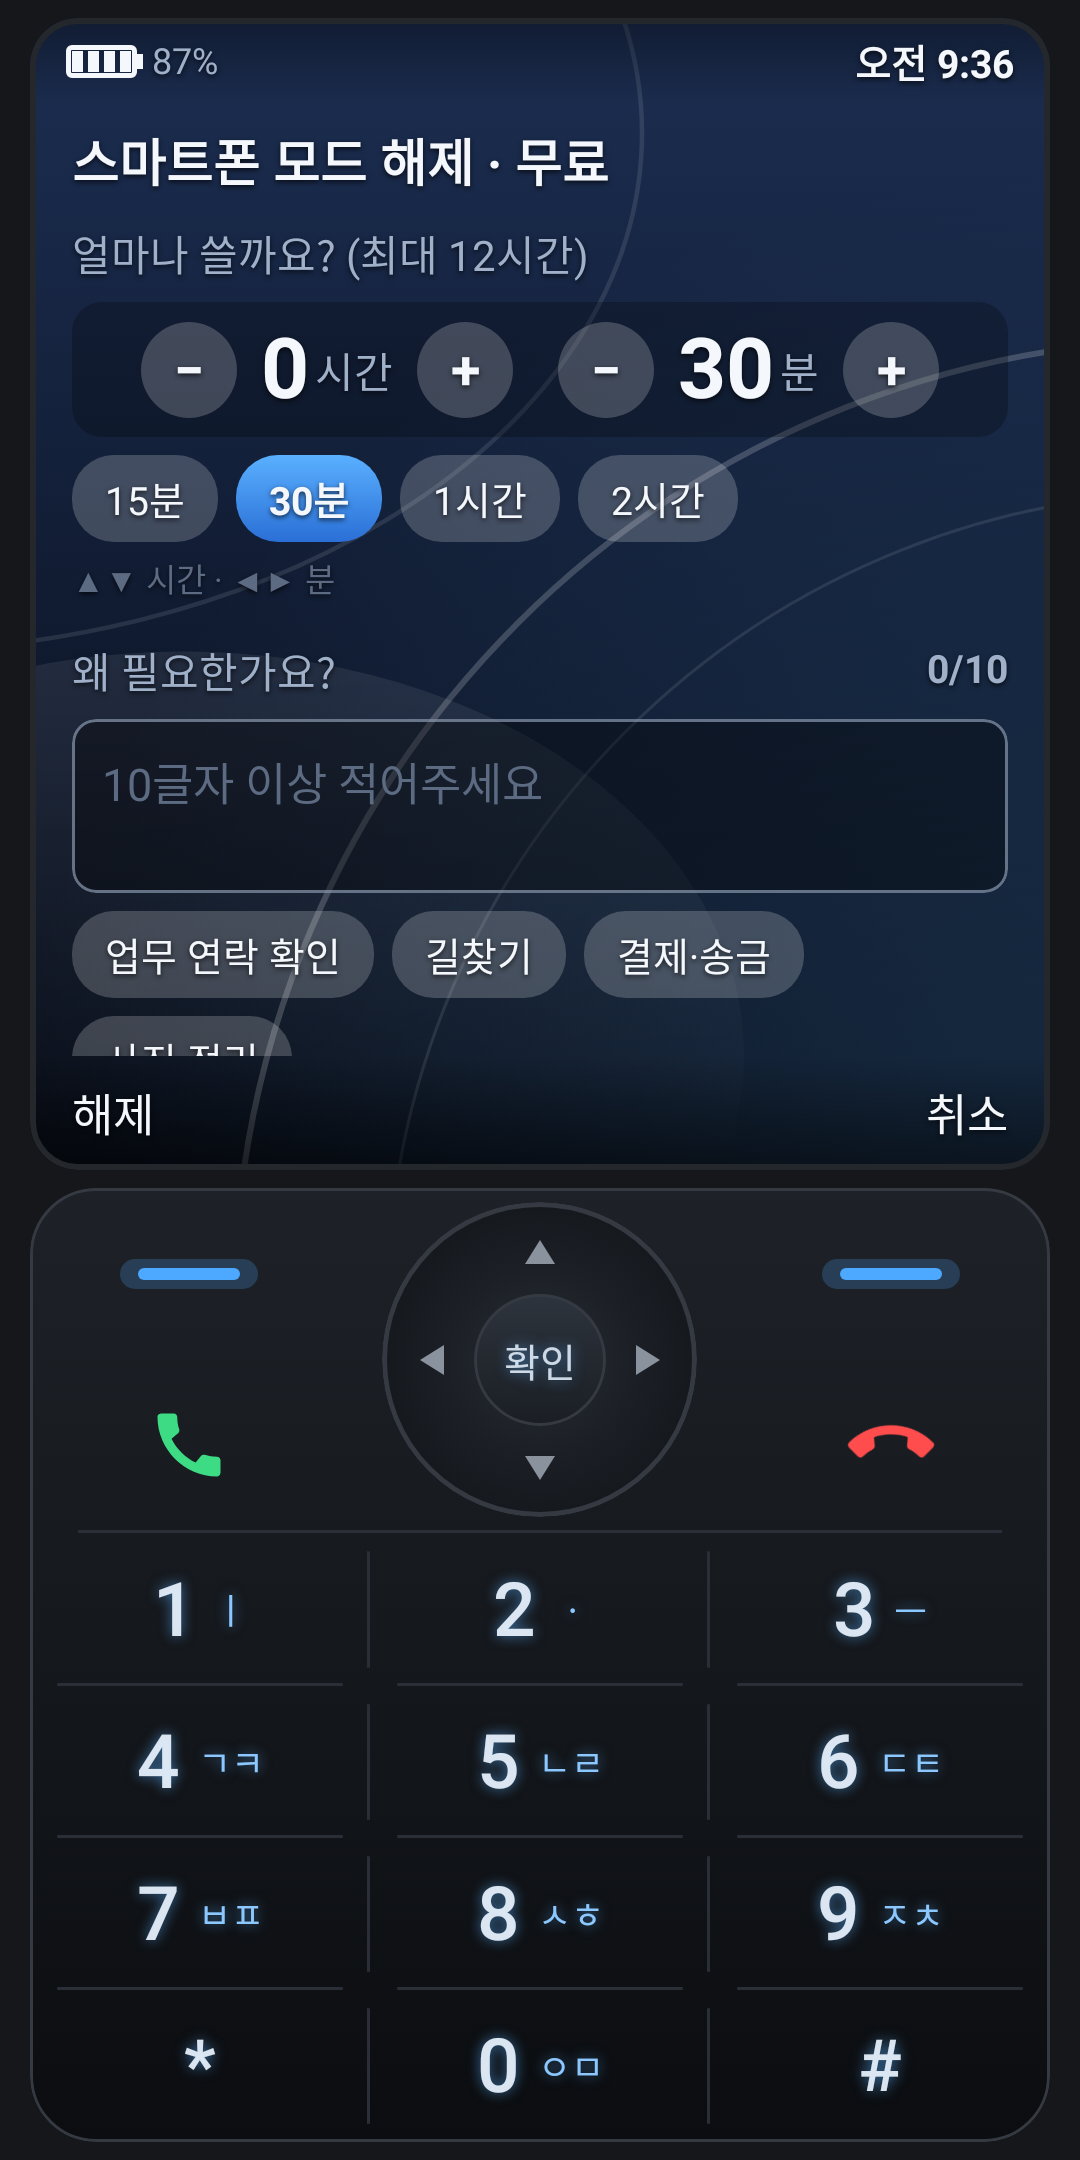 87% 오전 9:36
스마트폰 모드 해제 · 무료
얼마나 쓸까요? (최대 12시간)
− 0 시간 + − 30 분 +
15분 30분 1시간 2시간
▲▼ 시간 · ◀▶ 분
왜 필요한가요? 0/10
10글자 이상 적어주세요
업무 연락 확인 길찾기 결제·송금
해제 취소
확인
1 ㅣ 2 · 3 ㅡ
4 ㄱㅋ 5 ㄴㄹ 6 ㄷㅌ
7 ㅂㅍ 8 ㅅㅎ 9 ㅈㅊ
* 0 ㅇㅁ #